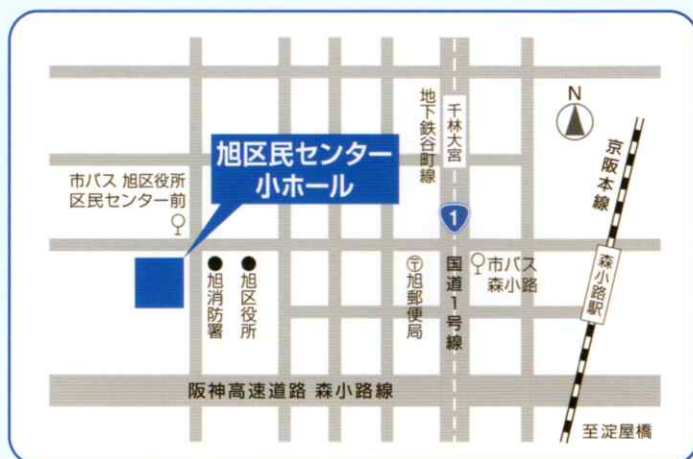 N
地下鉄谷町線
千林大宮
京阪本線
旭区民センター
小ホール
市バス 旭区役所
区民センター前
1
旭消防署
旭区役所
〒旭郵便局
国道1号線
市バス
森小路
森小路駅
阪神高速道路 森小路線
至淀屋橋